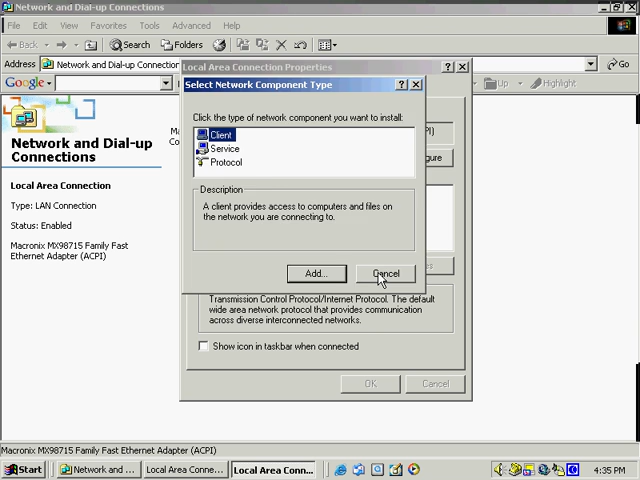 Network and Dial-up Connections
File Edit View Favorites Tools Advanced Help
Back Search Folders
Address Network and Dial-up Connection
Google Up Highlight
Local Area Connection Properties
Select Network Component Type
Click the type of network component you want to install:
Client
Service
Protocol
Description
A client provides access to computers and files on
the network you are connecting to.
Add... Cancel
Network and Dial-up
Connections
Local Area Connection
Type: LAN Connection
Status: Enabled
Macronix MX98715 Family Fast
Ethernet Adapter (ACPI)
Transmission Control Protocol/Internet Protocol. The default
wide area network protocol that provides communication
across diverse interconnected networks.
Show icon in taskbar when connected
OK Cancel
Macronix MX98715 Family Fast Ethernet Adapter (ACPI)
Start Network and ... Local Area Conne... Local Area Conn... 4:35 PM